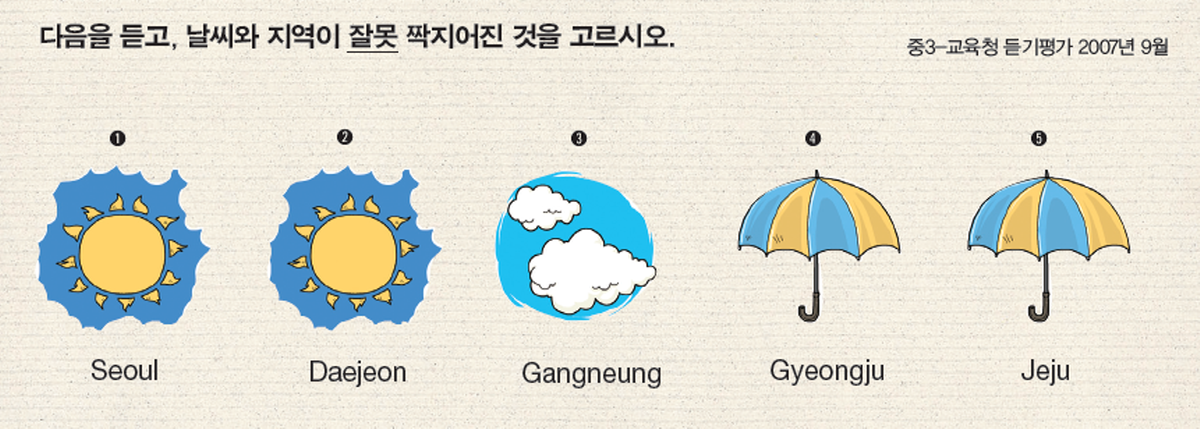 다음을 듣고, 날씨와 지역이 잘못 짝지어진 것을 고르시오.
중3-교육청 듣기평가 2007년 9월
❶ ❷ ❸ ❹ ❺
Seoul Daejeon Gangneung Gyeongju Jeju